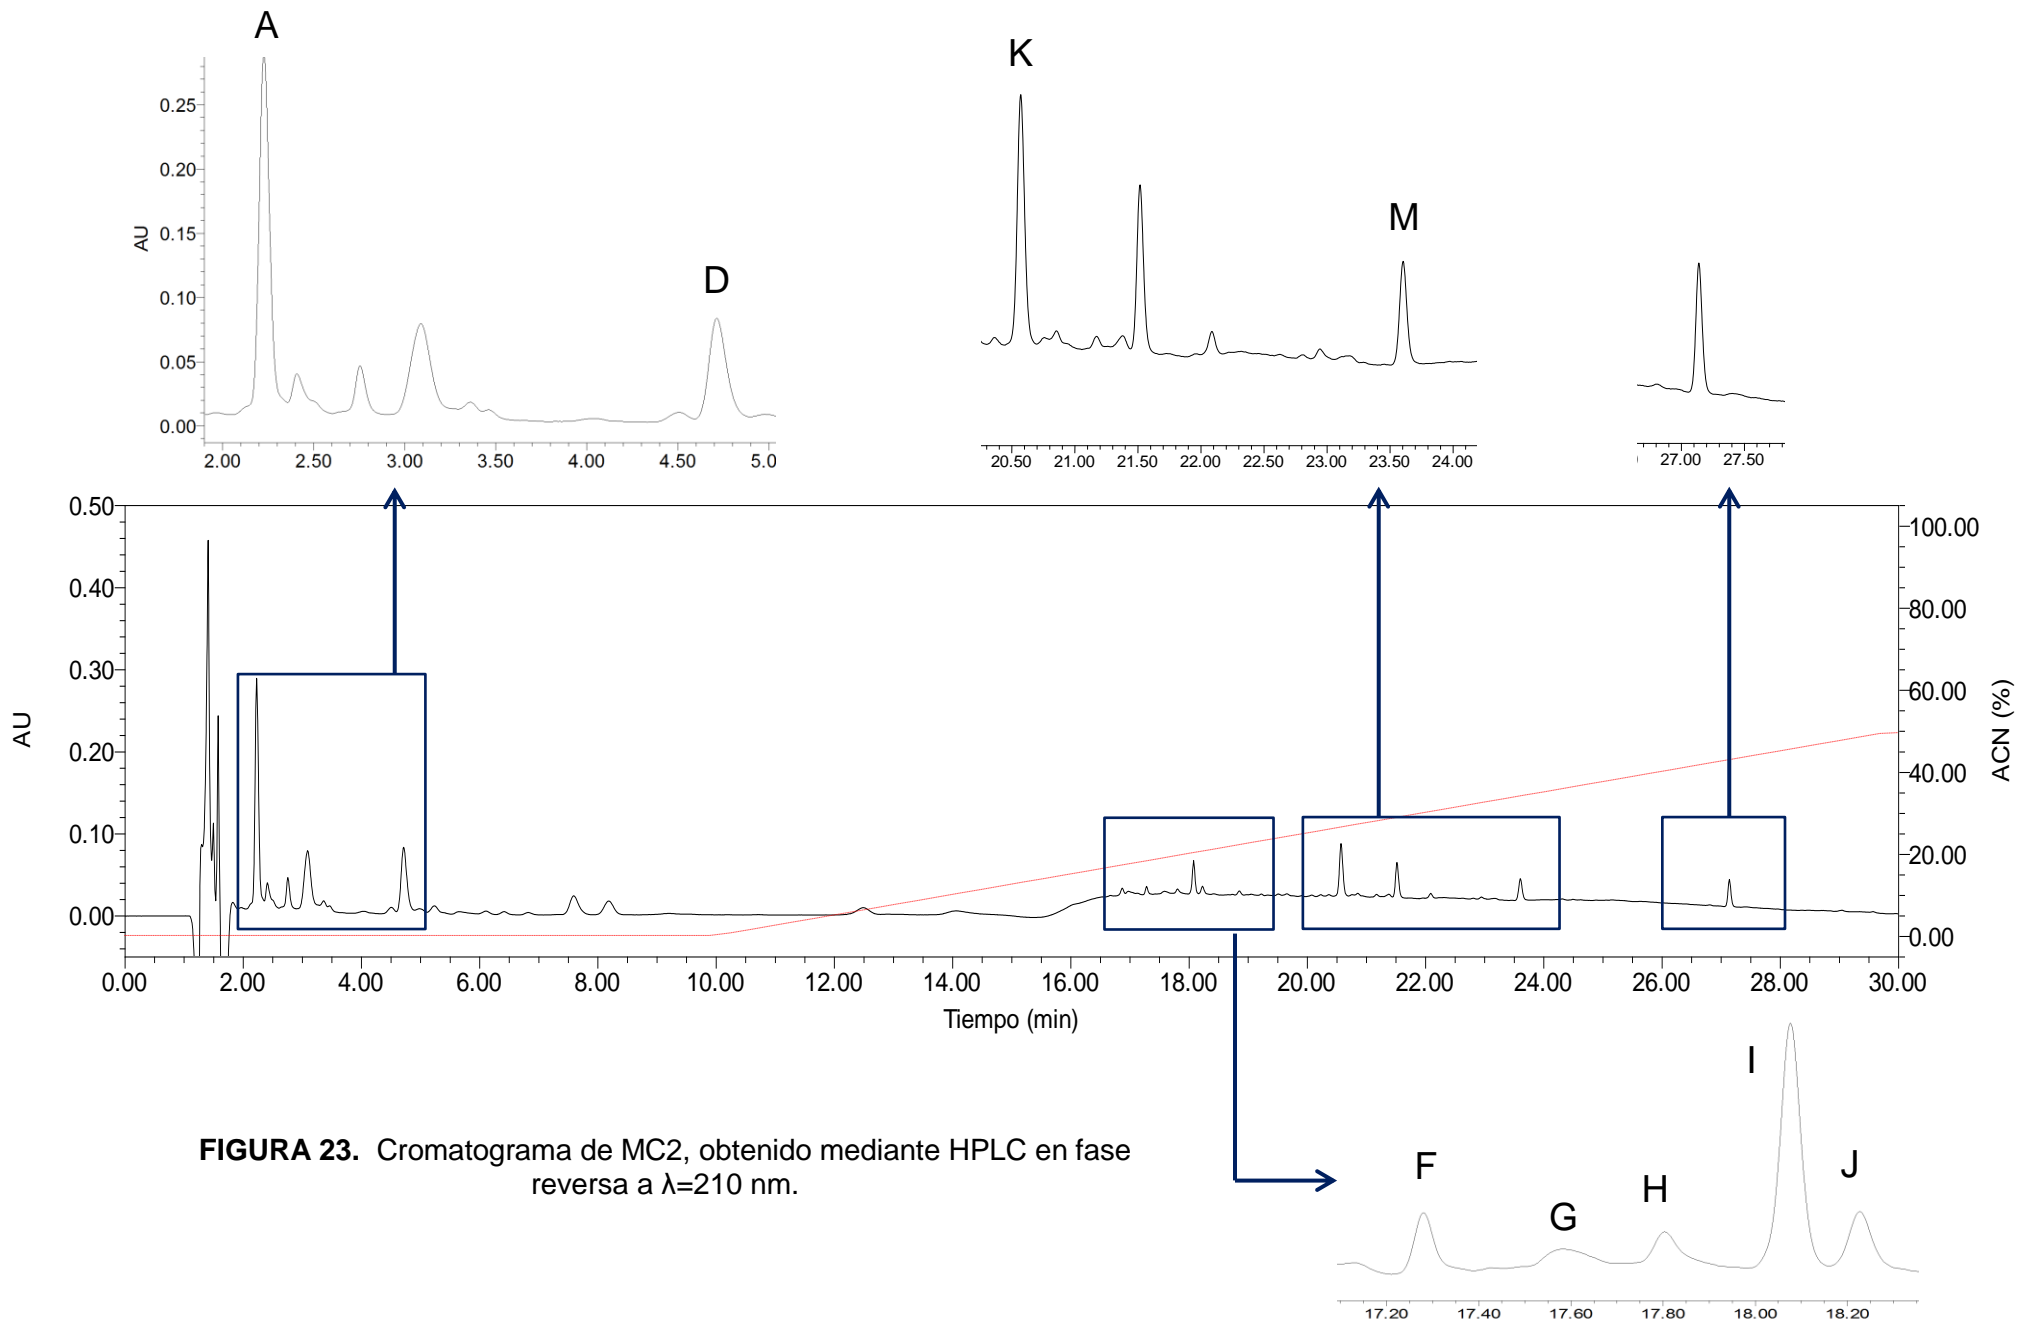 A
K
M
D
AU
0.25
0.20
0.15
0.10
0.05
0.00
2.00 2.50 3.00 3.50 4.00 4.50 5.0
20.50 21.00 21.50 22.00 22.50 23.00 23.50 24.00
27.00 27.50
AU
0.50
0.40
0.30
0.20
0.10
0.00
ACN (%)
100.00
80.00
60.00
40.00
20.00
0.00
0.00 2.00 4.00 6.00 8.00 10.00 12.00 14.00 16.00 18.00 20.00 22.00 24.00 26.00 28.00 30.00
Tiempo (min)
FIGURA 23. Cromatograma de MC2, obtenido mediante HPLC en fase
reversa a λ=210 nm.
F
G
H
I
J
17.20 17.40 17.60 17.80 18.00 18.20